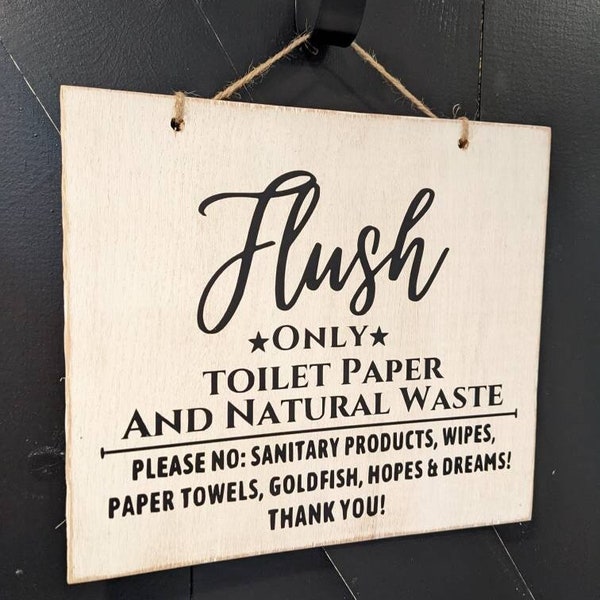 Flush
★ONLY★
TOILET PAPER
AND NATURAL WASTE
PLEASE NO: SANITARY PRODUCTS, WIPES,
PAPER TOWELS, GOLDFISH, HOPES & DREAMS!
THANK YOU!